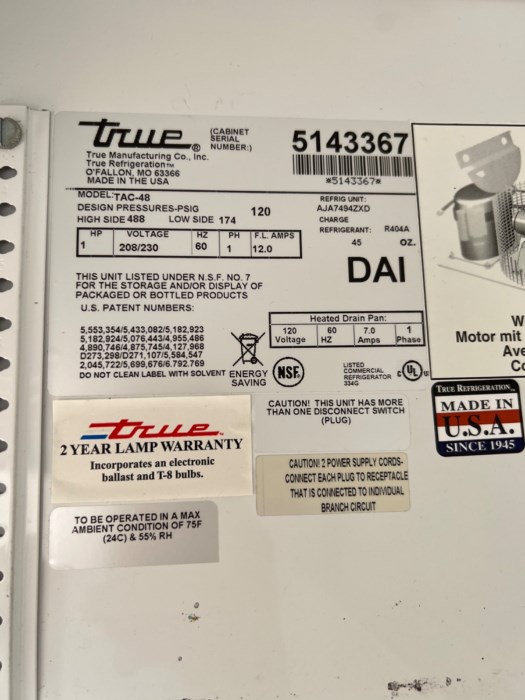 true®
(CABINET
SERIAL
NUMBER:)
5143367
*5143367*
True Manufacturing Co., Inc.
True Refrigeration™
O'FALLON, MO 63366
MADE IN THE USA
MODEL: TAC-48
DESIGN PRESSURES-PSIG 120
HIGH SIDE 488 LOW SIDE 174
REFRIG UNIT:
AJA7494ZXD
CHARGE
REFRIGERANT: R404A
45 OZ.
HP VOLTAGE HZ PH F.L. AMPS
1 208/230 60 1 12.0
DAI
THIS UNIT LISTED UNDER N.S.F. NO. 7
FOR THE STORAGE AND/OR DISPLAY OF
PACKAGED OR BOTTLED PRODUCTS
U.S. PATENT NUMBERS:
5,553,354/5,433,082/5,182,923
5,182,924/5,076,443/4,955,486
4,890,746/4,875,745/4,127,968
D273,298/D271,107/5,584,547
2,045,722/5,699,676/6.792.769
DO NOT CLEAN LABEL WITH SOLVENT
ENERGY
SAVING
Heated Drain Pan:
120 60 7.0 1
Voltage HZ Amps Phase
NSF.
LISTED
COMMERCIAL
REFRIGERATOR
334G
c UL us
W
Motor mit
Ave
Co
true
2 YEAR LAMP WARRANTY
Incorporates an electronic
ballast and T-8 bulbs.
CAUTION! THIS UNIT HAS MORE
THAN ONE DISCONNECT SWITCH
(PLUG)
TRUE REFRIGERATION
MADE IN
U.S.A.
SINCE 1945
CAUTION! 2 POWER SUPPLY CORDS-
CONNECT EACH PLUG TO RECEPTACLE
THAT IS CONNECTED TO INDIVIDUAL
BRANCH CIRCUIT
TO BE OPERATED IN A MAX
AMBIENT CONDITION OF 75F
(24C) & 55% RH